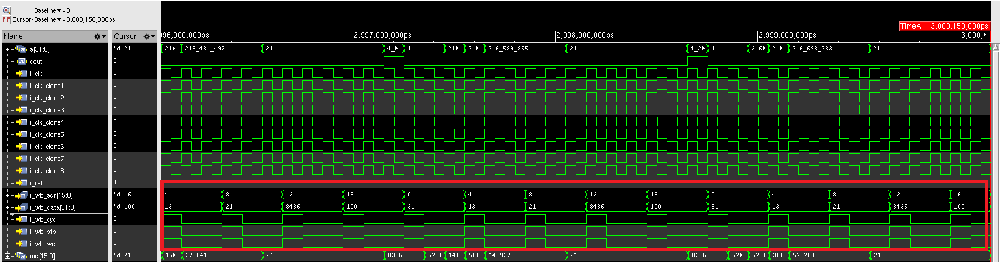 Baseline▼= 0
Cursor-Baseline▼= 3,000,150,000ps
TimeA = 3,000,150,000ps
Name Cursor 96,000,000ps 2,997,000,000ps 2,998,000,000ps 2,999,000,000ps 3,000,
a[31:0] 'd 21 21 216_481_497 21 4_ 1 21 21 216_589_865 21 4_2 1 216 21 216_698_233 21
cout 0
i_clk 0
i_clk_clone1 0
i_clk_clone2 0
i_clk_clone3 0
i_clk_clone4 0
i_clk_clone5 0
i_clk_clone6 0
i_clk_clone7 0
i_clk_clone8 0
i_rst 1
i_wb_adr[15:0] 'd 16 4 8 12 16 0 4 8 12 16 0 4 8 12 16
i_wb_data[31:0] 'd 100 13 21 8436 100 31 13 21 8436 100 31 13 21 8436 100
i_wb_cyc 0
i_wb_stb 0
i_wb_we 0
md[15:0] 'd 21 16 37_641 21 8336 57_ 14 58 14_937 21 8336 57 57_ 36 57_769 21